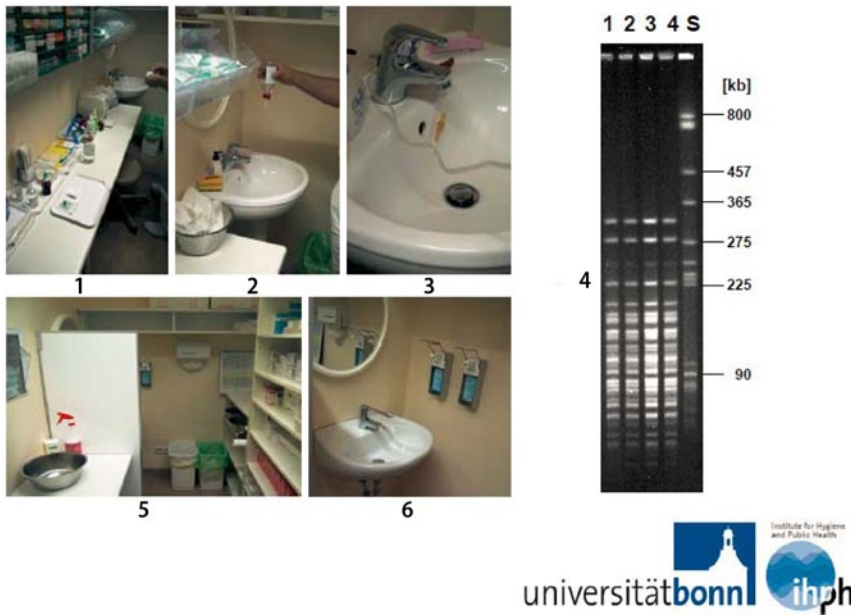 1 2 3 4 S
[kb]
800
457
365
275
225
90
1
2
3
4
5
6
universitätbonn
Institute for Hygiene
and Public Health
ihph